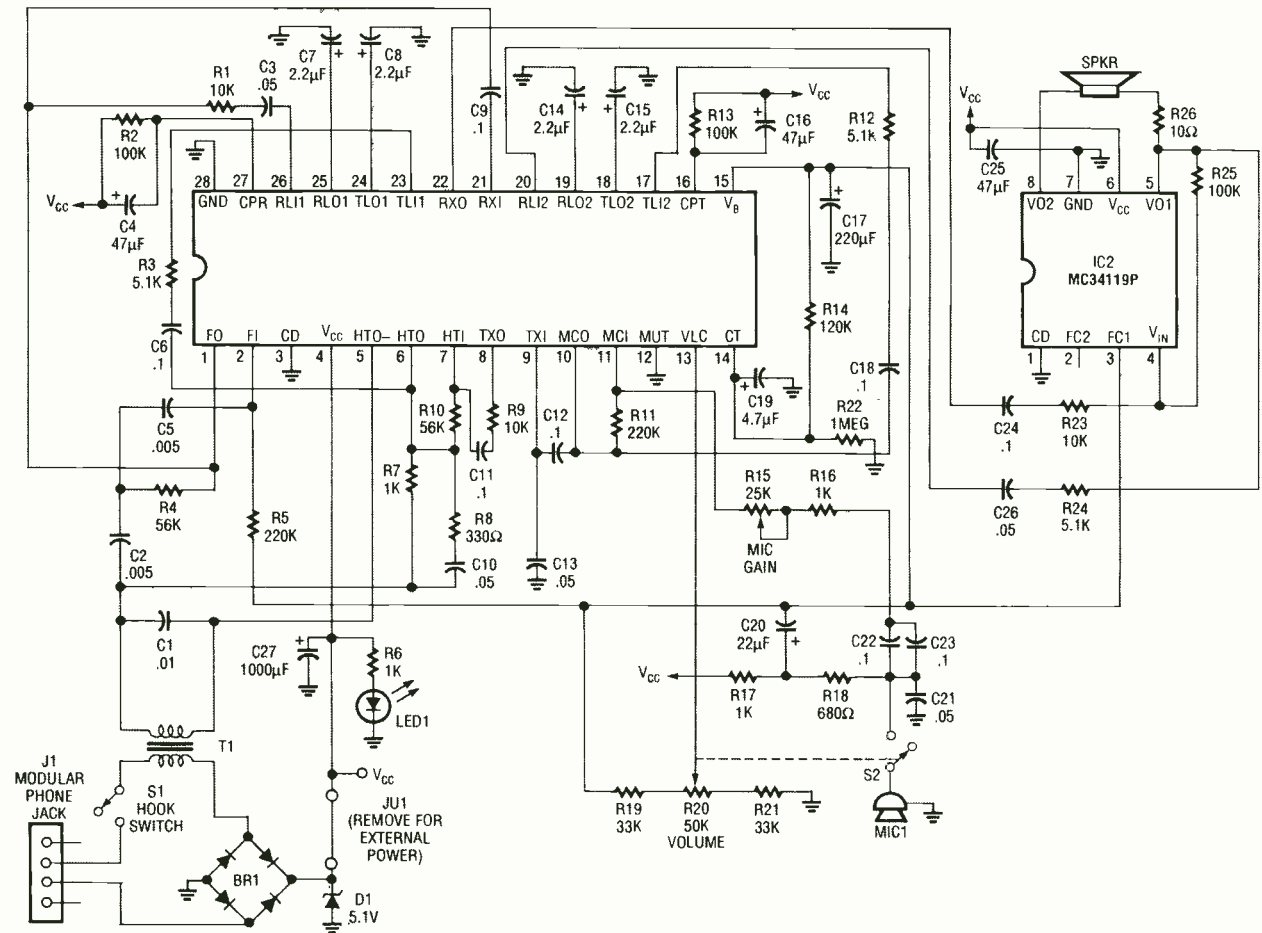 C7
2.2µF
C8
2.2µF
R1
10K
C3
.05
R2
100K
VCC
C4
47µF
C9
.1
C14
2.2µF
C15
2.2µF
R13
100K
C16
47µF
VCC
R12
5.1K
SPKR
VCC
R26
10Ω
C25
47µF
R25
100K
28 27 26 25 24 23 22 21 20 19 18 17 16 15
GND CPR RLI1 RLO1 TLO1 TLI1 RXO RXI RLI2 RLO2 TLO2 TLI2 CPT VB
8 7 6 5
VO2 GND VCC VO1
IC2
MC34119P
CD FC2 FC1 VIN
1 2 3 4
R3
5.1K
C6
.1
C17
220µF
R14
120K
FO FI CD VCC HTO– HTO HTI TXO TXI MCO MCI MUT VLC CT
1 2 3 4 5 6 7 8 9 10 11 12 13 14
C18
.1
C5
.005
R10
56K
R9
10K
C12
.1
R11
220K
C19
4.7µF
R22
1MEG
C24
.1
R23
10K
R4
56K
R7
1K
C11
.1
R5
220K
R8
330Ω
R15
25K
R16
1K
MIC
GAIN
C26
.05
R24
5.1K
C2
.005
C10
.05
C13
.05
C1
.01
C27
1000µF
R6
1K
LED1
C20
22µF
C22
.1
C23
.1
VCC
R17
1K
R18
680Ω
C21
.05
T1
J1
MODULAR
PHONE
JACK
S1
HOOK
SWITCH
VCC
JU1
(REMOVE FOR
EXTERNAL
POWER)
S2
R19
33K
R20
50K
VOLUME
R21
33K
MIC1
BR1
D1
5.1V